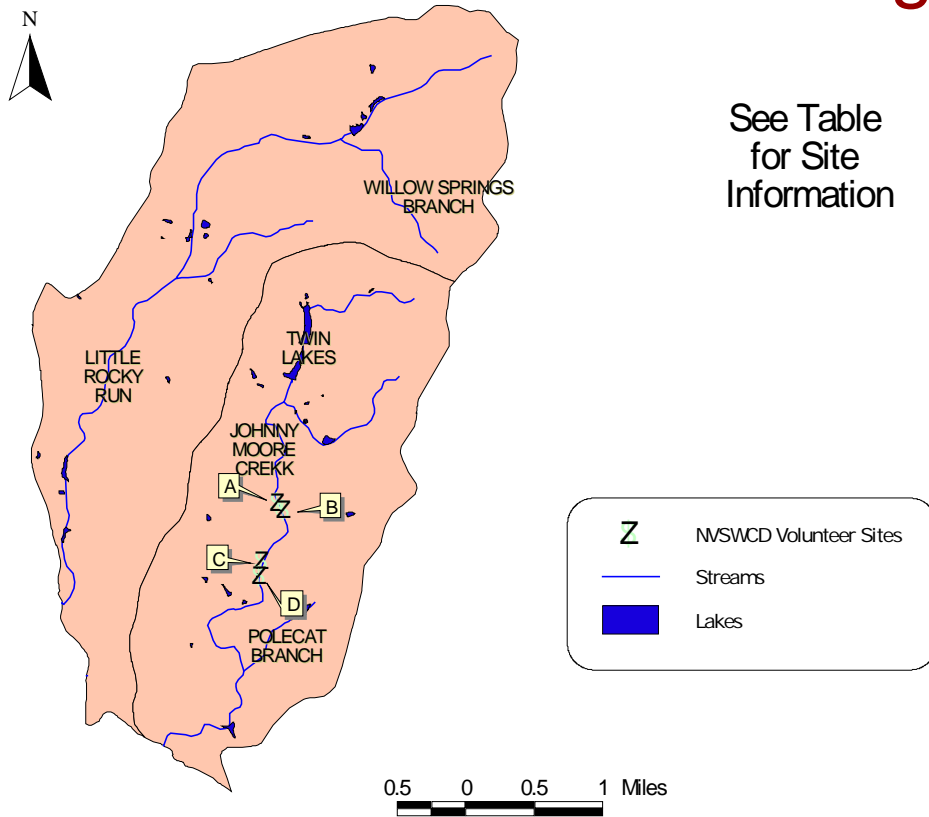 N
See Table
for Site
Information
WILLOW SPRINGS
BRANCH
TWIN
LAKES
LITTLE
ROCKY
RUN
JOHNNY
MOORE
CREKK
A
Z
Z
B
C
Z
Z
D
POLECAT
BRANCH
Z NVSWCD Volunteer Sites
Streams
Lakes
0.5 0 0.5 1 Miles